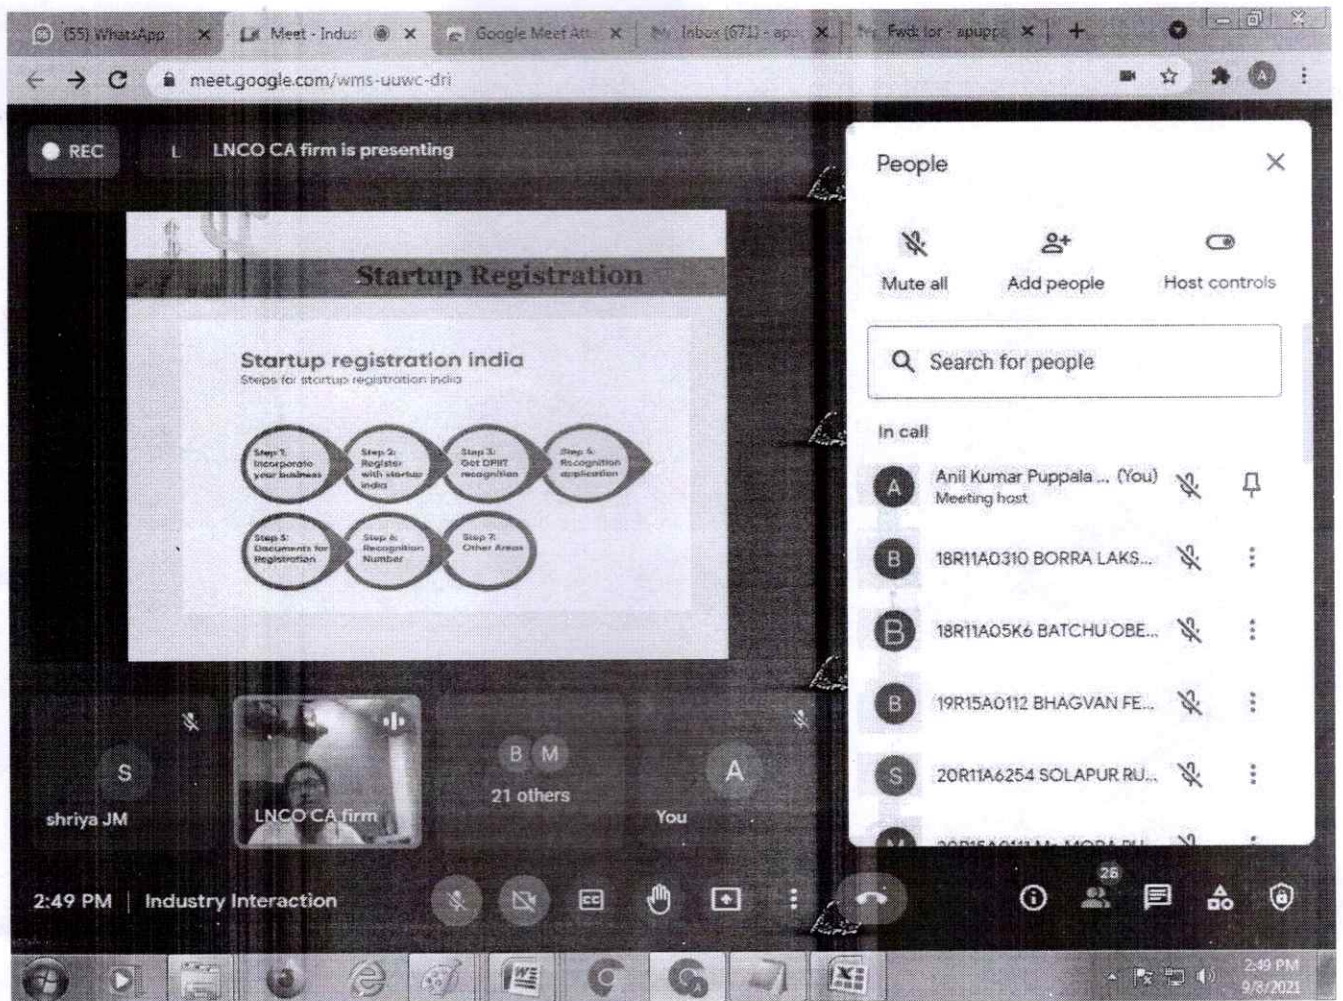 (55) WhatsApp
Meet - Indus
Google Meet Att
Inbox (671) - apu
Fwd: lor - apuppa
meet.google.com/wms-uuwc-dri
A
REC
L LNCO CA firm is presenting
Startup Registration
Startup registration india
Steps for startup registration india
Step 1:
Incorporate
your business
Step 2:
Register
with startup
india
Step 3:
Get DPIIT
recognition
Step 4:
Recognition
application
Step 5:
Documents for
Registration
Step 6:
Recognition
Number
Step 7:
Other Areas
S
shriya JM
LNCO CA firm
B M
21 others
A
You
People
Mute all
Add people
Host controls
Search for people
In call
A
Anil Kumar Puppala ... (You)
Meeting host
B
18R11A0310 BORRA LAKS...
B
18R11A05K6 BATCHU OBE...
B
19R15A0112 BHAGVAN FE...
S
20R11A6254 SOLAPUR RU...
2:49 PM | Industry Interaction
CC
26
2:49 PM
9/8/2021